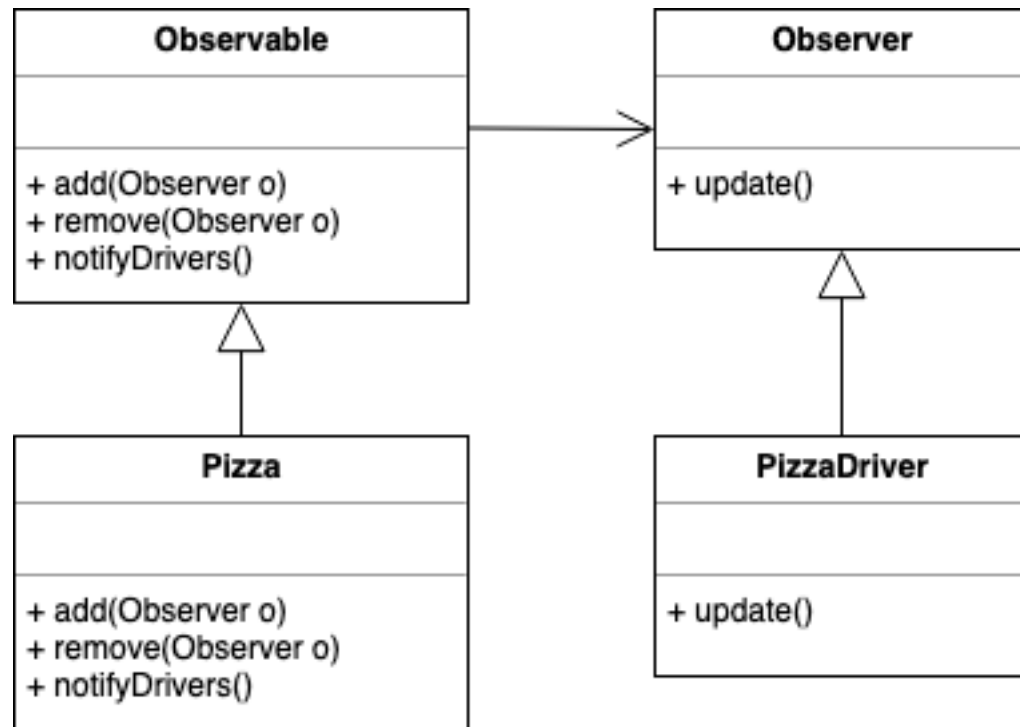 Observable
+ add(Observer o)
+ remove(Observer o)
+ notifyDrivers()
Observer
+ update()
Pizza
+ add(Observer o)
+ remove(Observer o)
+ notifyDrivers()
PizzaDriver
+ update()